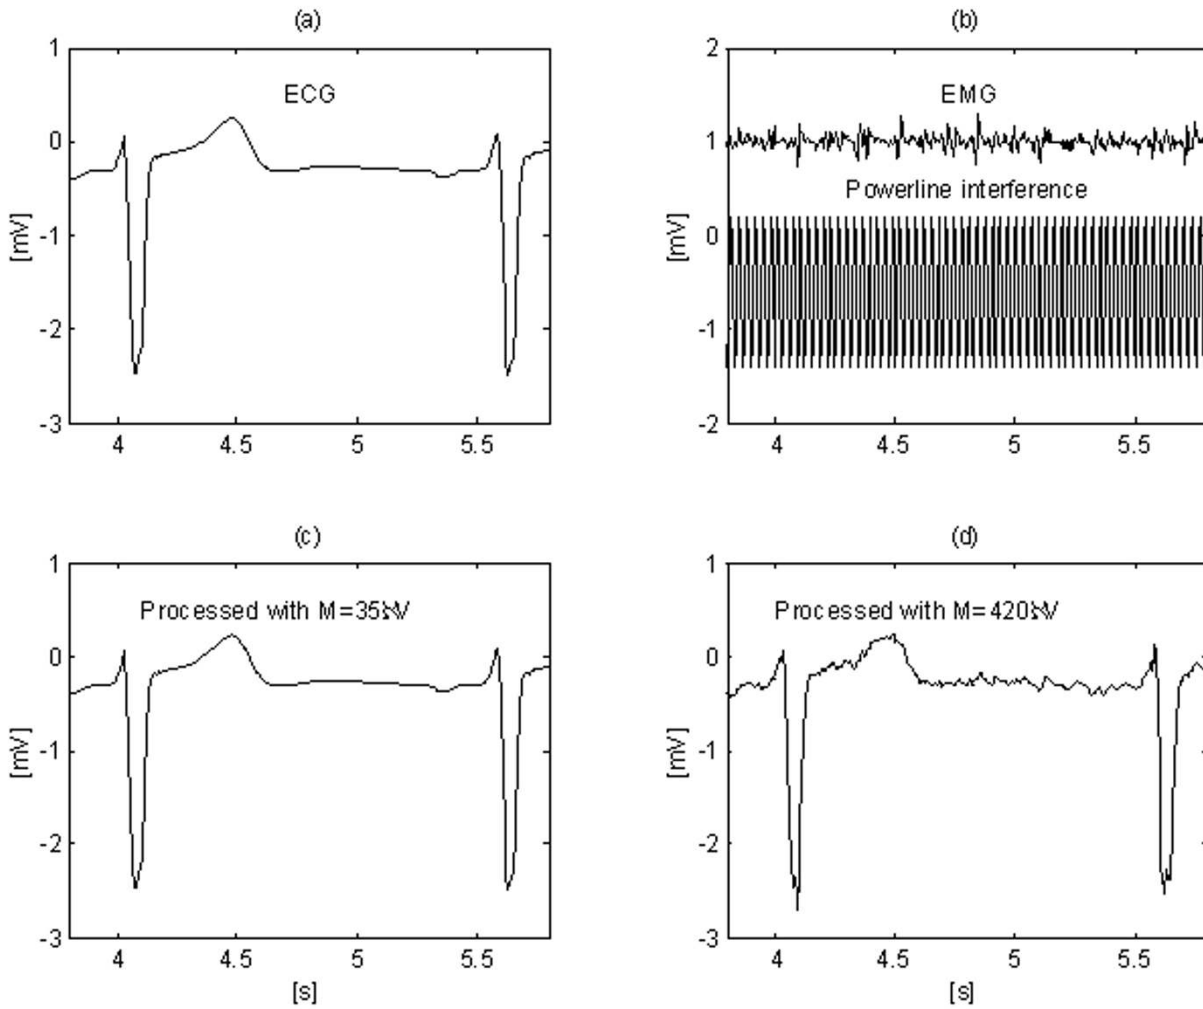 (a)
ECG
1
0
-1
-2
-3
[mV]
4
4.5
5
5.5
(b)
EMG
Powerline interference
2
1
0
-1
-2
[mV]
4
4.5
5
5.5
(c)
Processed with M=35ℵV
1
0
-1
-2
-3
[mV]
4
4.5
5
5.5
[s]
(d)
Processed with M=420ℵV
1
0
-1
-2
-3
[mV]
4
4.5
5
5.5
[s]